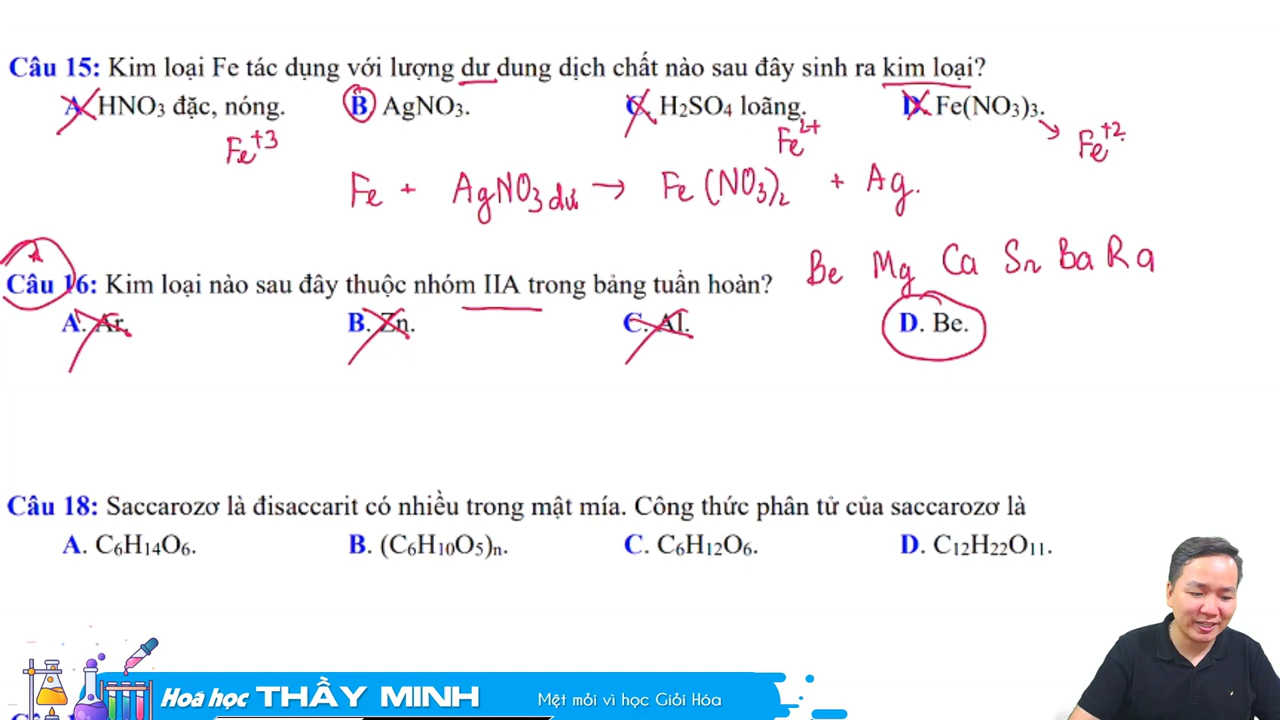 Câu 15: Kim loại Fe tác dụng với lượng dư dung dịch chất nào sau đây sinh ra kim loại?
A. HNO3 đặc, nóng. B. AgNO3. C. H2SO4 loãng. D. Fe(NO3)3.
Fe+3 Fe2+ Fe+2
Fe + AgNO3 dư → Fe(NO3)2 + Ag.
Be Mg Ca Sr Ba Ra
Câu 16: Kim loại nào sau đây thuộc nhóm IIA trong bảng tuần hoàn?
A. Ar. B. Zn. C. Al. D. Be.
Câu 18: Saccarozơ là đisaccarit có nhiều trong mật mía. Công thức phân tử của saccarozơ là
A. C6H14O6. B. (C6H10O5)n. C. C6H12O6. D. C12H22O11.
Hoá học THẦY MINH Mệt mỏi vì học Giỏi Hóa